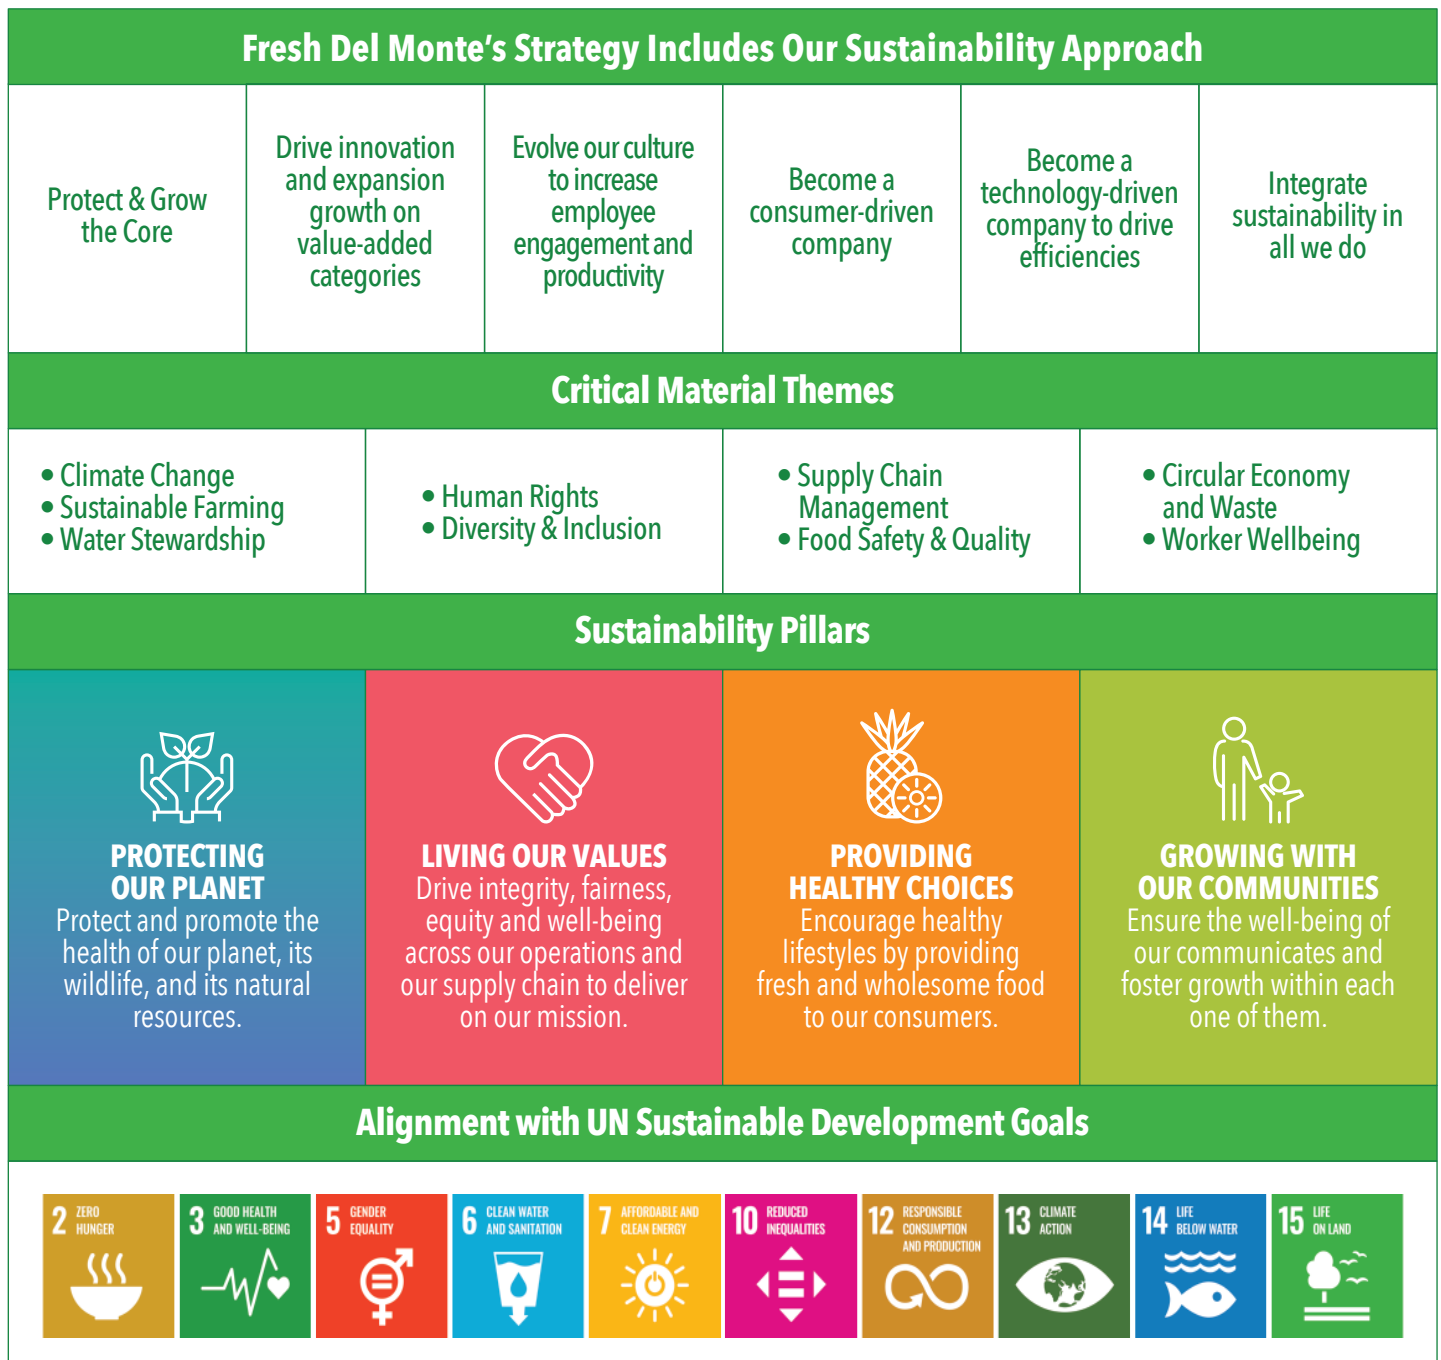 Fresh Del Monte's Strategy Includes Our Sustainability Approach
Protect & Grow
the Core
Drive innovation
and expansion
growth on
value-added
categories
Evolve our culture
to increase
employee
engagement and
productivity
Become a
consumer-driven
company
Become a
technology-driven
company to drive
efficiencies
Integrate
sustainability in
all we do
Critical Material Themes
• Climate Change
• Sustainable Farming
• Water Stewardship
• Human Rights
• Diversity & Inclusion
• Supply Chain
Management
• Food Safety & Quality
• Circular Economy
and Waste
• Worker Wellbeing
Sustainability Pillars
PROTECTING
OUR PLANET
Protect and promote the
health of our planet, its
wildlife, and its natural
resources.
LIVING OUR VALUES
Drive integrity, fairness,
equity and well-being
across our operations and
our supply chain to deliver
on our mission.
PROVIDING
HEALTHY CHOICES
Encourage healthy
lifestyles by providing
fresh and wholesome food
to our consumers.
GROWING WITH
OUR COMMUNITIES
Ensure the well-being of
our communicates and
foster growth within each
one of them.
Alignment with UN Sustainable Development Goals
2 ZERO
HUNGER
3 GOOD HEALTH
AND WELL-BEING
5 GENDER
EQUALITY
6 CLEAN WATER
AND SANITATION
7 AFFORDABLE AND
CLEAN ENERGY
10 REDUCED
INEQUALITIES
12 RESPONSIBLE
CONSUMPTION
AND PRODUCTION
13 CLIMATE
ACTION
14 LIFE
BELOW WATER
15 LIFE
ON LAND